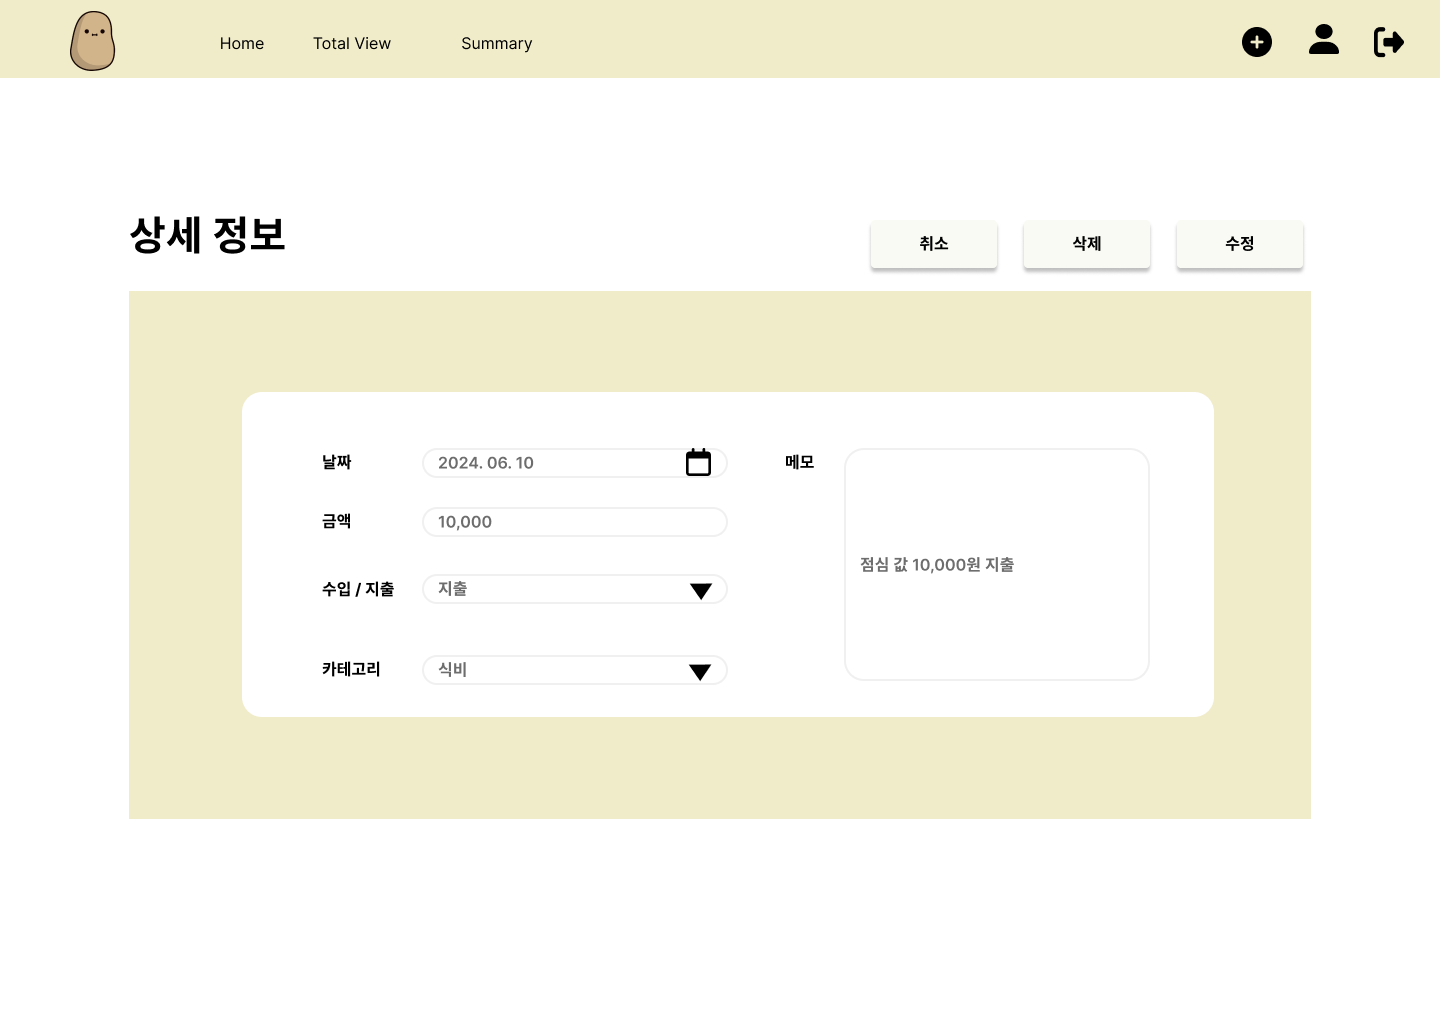 Home
Total View
Summary
상세 정보
취소
삭제
수정
날짜
2024. 06. 10
금액
10,000
수입 / 지출
지출
카테고리
식비
메모
점심 값 10,000원 지출